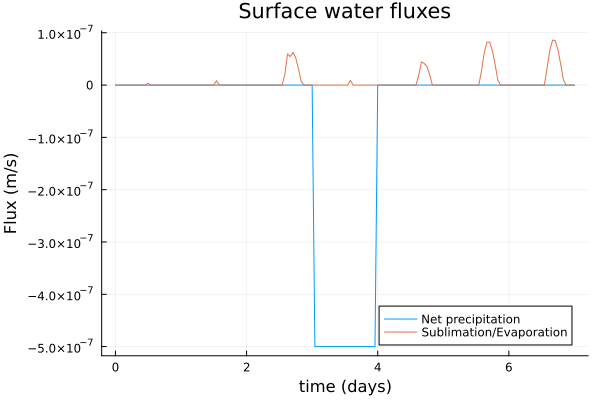 Surface water fluxes
Flux (m/s)
1.0×10⁻⁷
0
−1.0×10⁻⁷
−2.0×10⁻⁷
−3.0×10⁻⁷
−4.0×10⁻⁷
−5.0×10⁻⁷
Net precipitation
Sublimation/Evaporation
0 2 4 6
time (days)